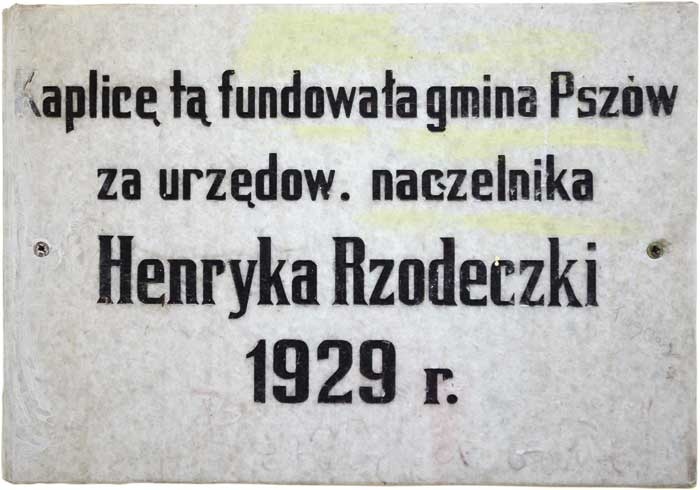 Kaplicę tą fundowała gmina Pszów
za urzędow. naczelnika
Henryka Rzodeczki
1929 r.